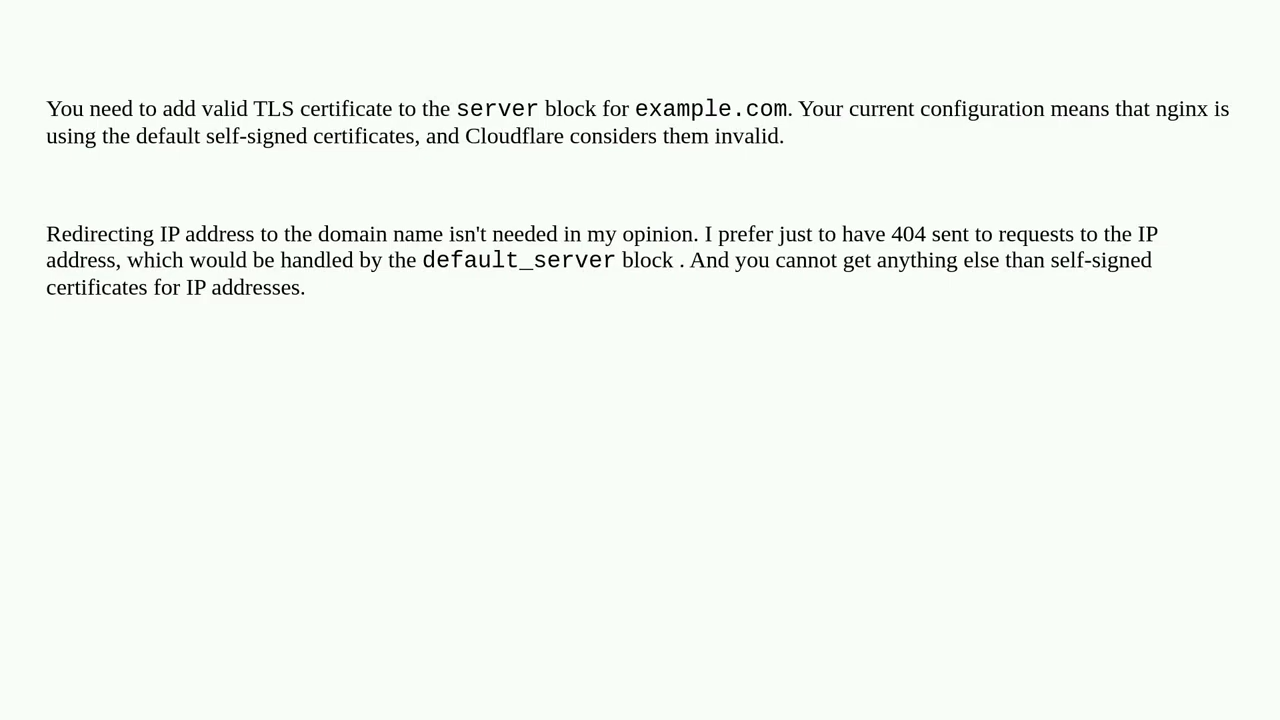 You need to add valid TLS certificate to the server block for example.com. Your current configuration means that nginx is
using the default self-signed certificates, and Cloudflare considers them invalid.
Redirecting IP address to the domain name isn't needed in my opinion. I prefer just to have 404 sent to requests to the IP
address, which would be handled by the default_server block . And you cannot get anything else than self-signed
certificates for IP addresses.